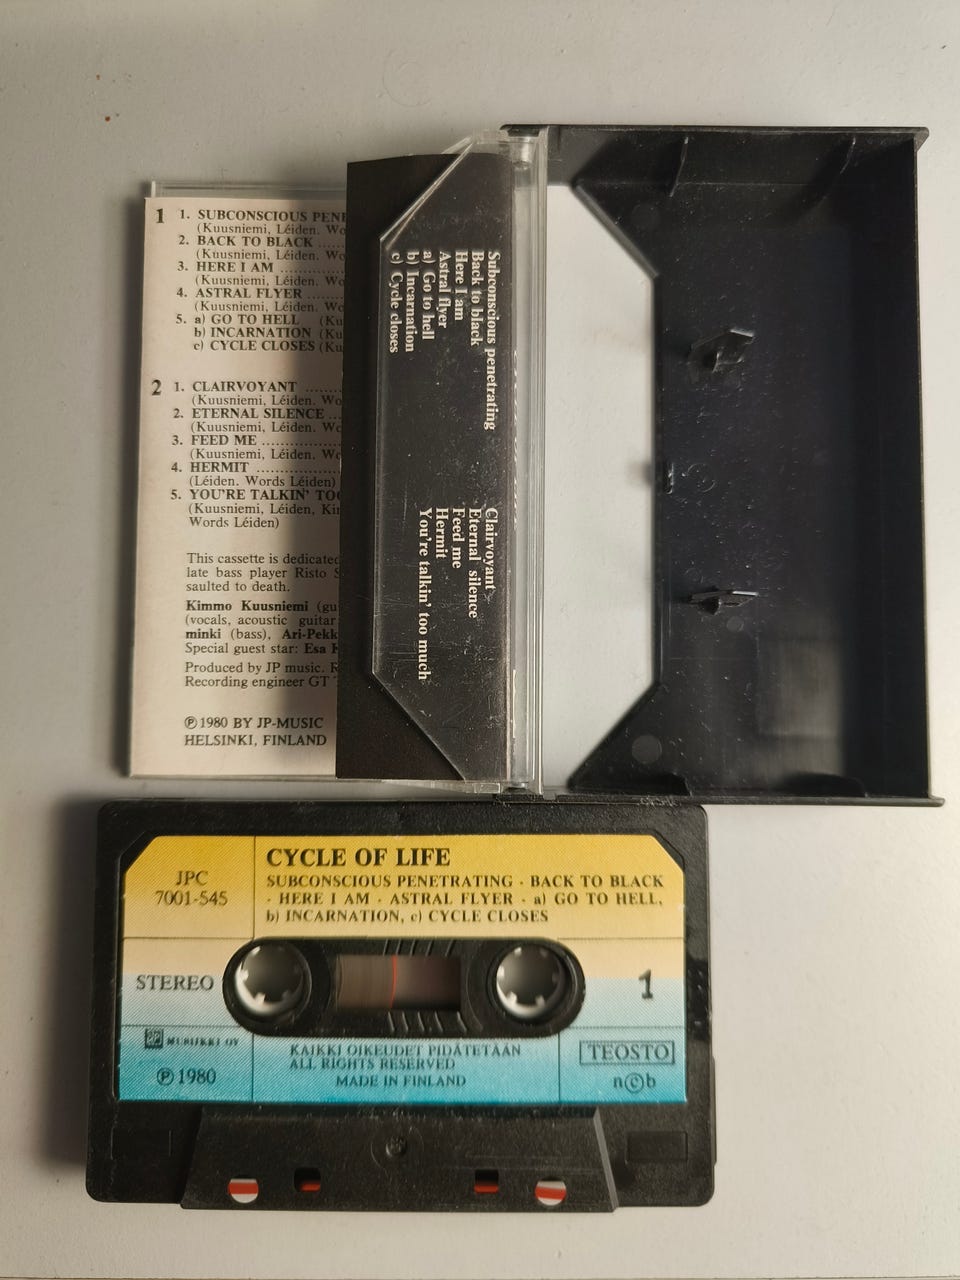 1 1. SUBCONSCIOUS PENE
(Kuusniemi, Léiden. Wo
2. BACK TO BLACK ......
(Kuusniemi, Léiden. Wo
3. HERE I AM ..............
(Kuusniemi, Léiden. Wo
4. ASTRAL FLYER ........
(Kuusniemi, Léiden. Wo
5. a) GO TO HELL (Ku
b) INCARNATION (Ku
c) CYCLE CLOSES (Ku
2 1. CLAIRVOYANT ........
(Kuusniemi, Léiden. Wo
2. ETERNAL SILENCE ...
(Kuusniemi, Léiden. Wo
3. FEED ME ..................
(Kuusniemi, Léiden. Wo
4. HERMIT ..................
(Léiden. Words Léiden)
5. YOU'RE TALKIN' TOO
(Kuusniemi, Léiden, Kin
Words Léiden)
This cassette is dedicated
late bass player Risto S
saulted to death.
Kimmo Kuusniemi (gu
(vocals, acoustic guitar
minki (bass), Ari-Pekk
Special guest star: Esa
Produced by JP music. R
Recording engineer GT
℗ 1980 BY JP-MUSIC
HELSINKI, FINLAND
Subconscious penetrating
Back to black
Here I am
Astral flyer
a) Go to hell
b) Incarnation
c) Cycle closes
Clairvoyant
Eternal silence
Feed me
Hermit
You're talkin' too much
JPC
7001-545
CYCLE OF LIFE
SUBCONSCIOUS PENETRATING · BACK TO BLACK
· HERE I AM · ASTRAL FLYER · a) GO TO HELL,
b) INCARNATION, c) CYCLE CLOSES
STEREO
1
MUSIIKKI OY
℗ 1980
KAIKKI OIKEUDET PIDÄTETÄÄN
ALL RIGHTS RESERVED
MADE IN FINLAND
TEOSTO
n©b